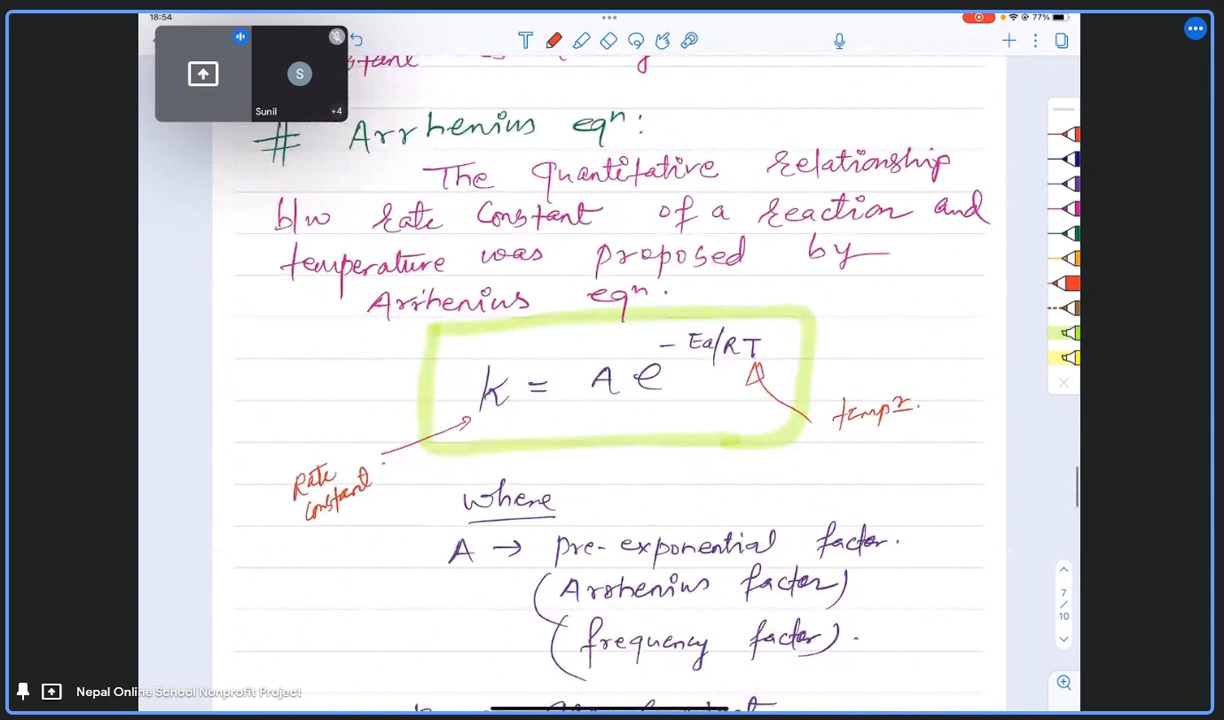 18:54
77%
Sunil
+4
# Arrhenius eqn:
The quantitative relationship
b/w rate constant of a reaction and
temperature was proposed by
Arrhenius eqn.
k = A e - Ea/RT
tempr.
Rate
constant
where
A → pre-exponential factor.
(Arrhenius factor)
(frequency factor).
7
/
10
Nepal Online School Nonprofit Project